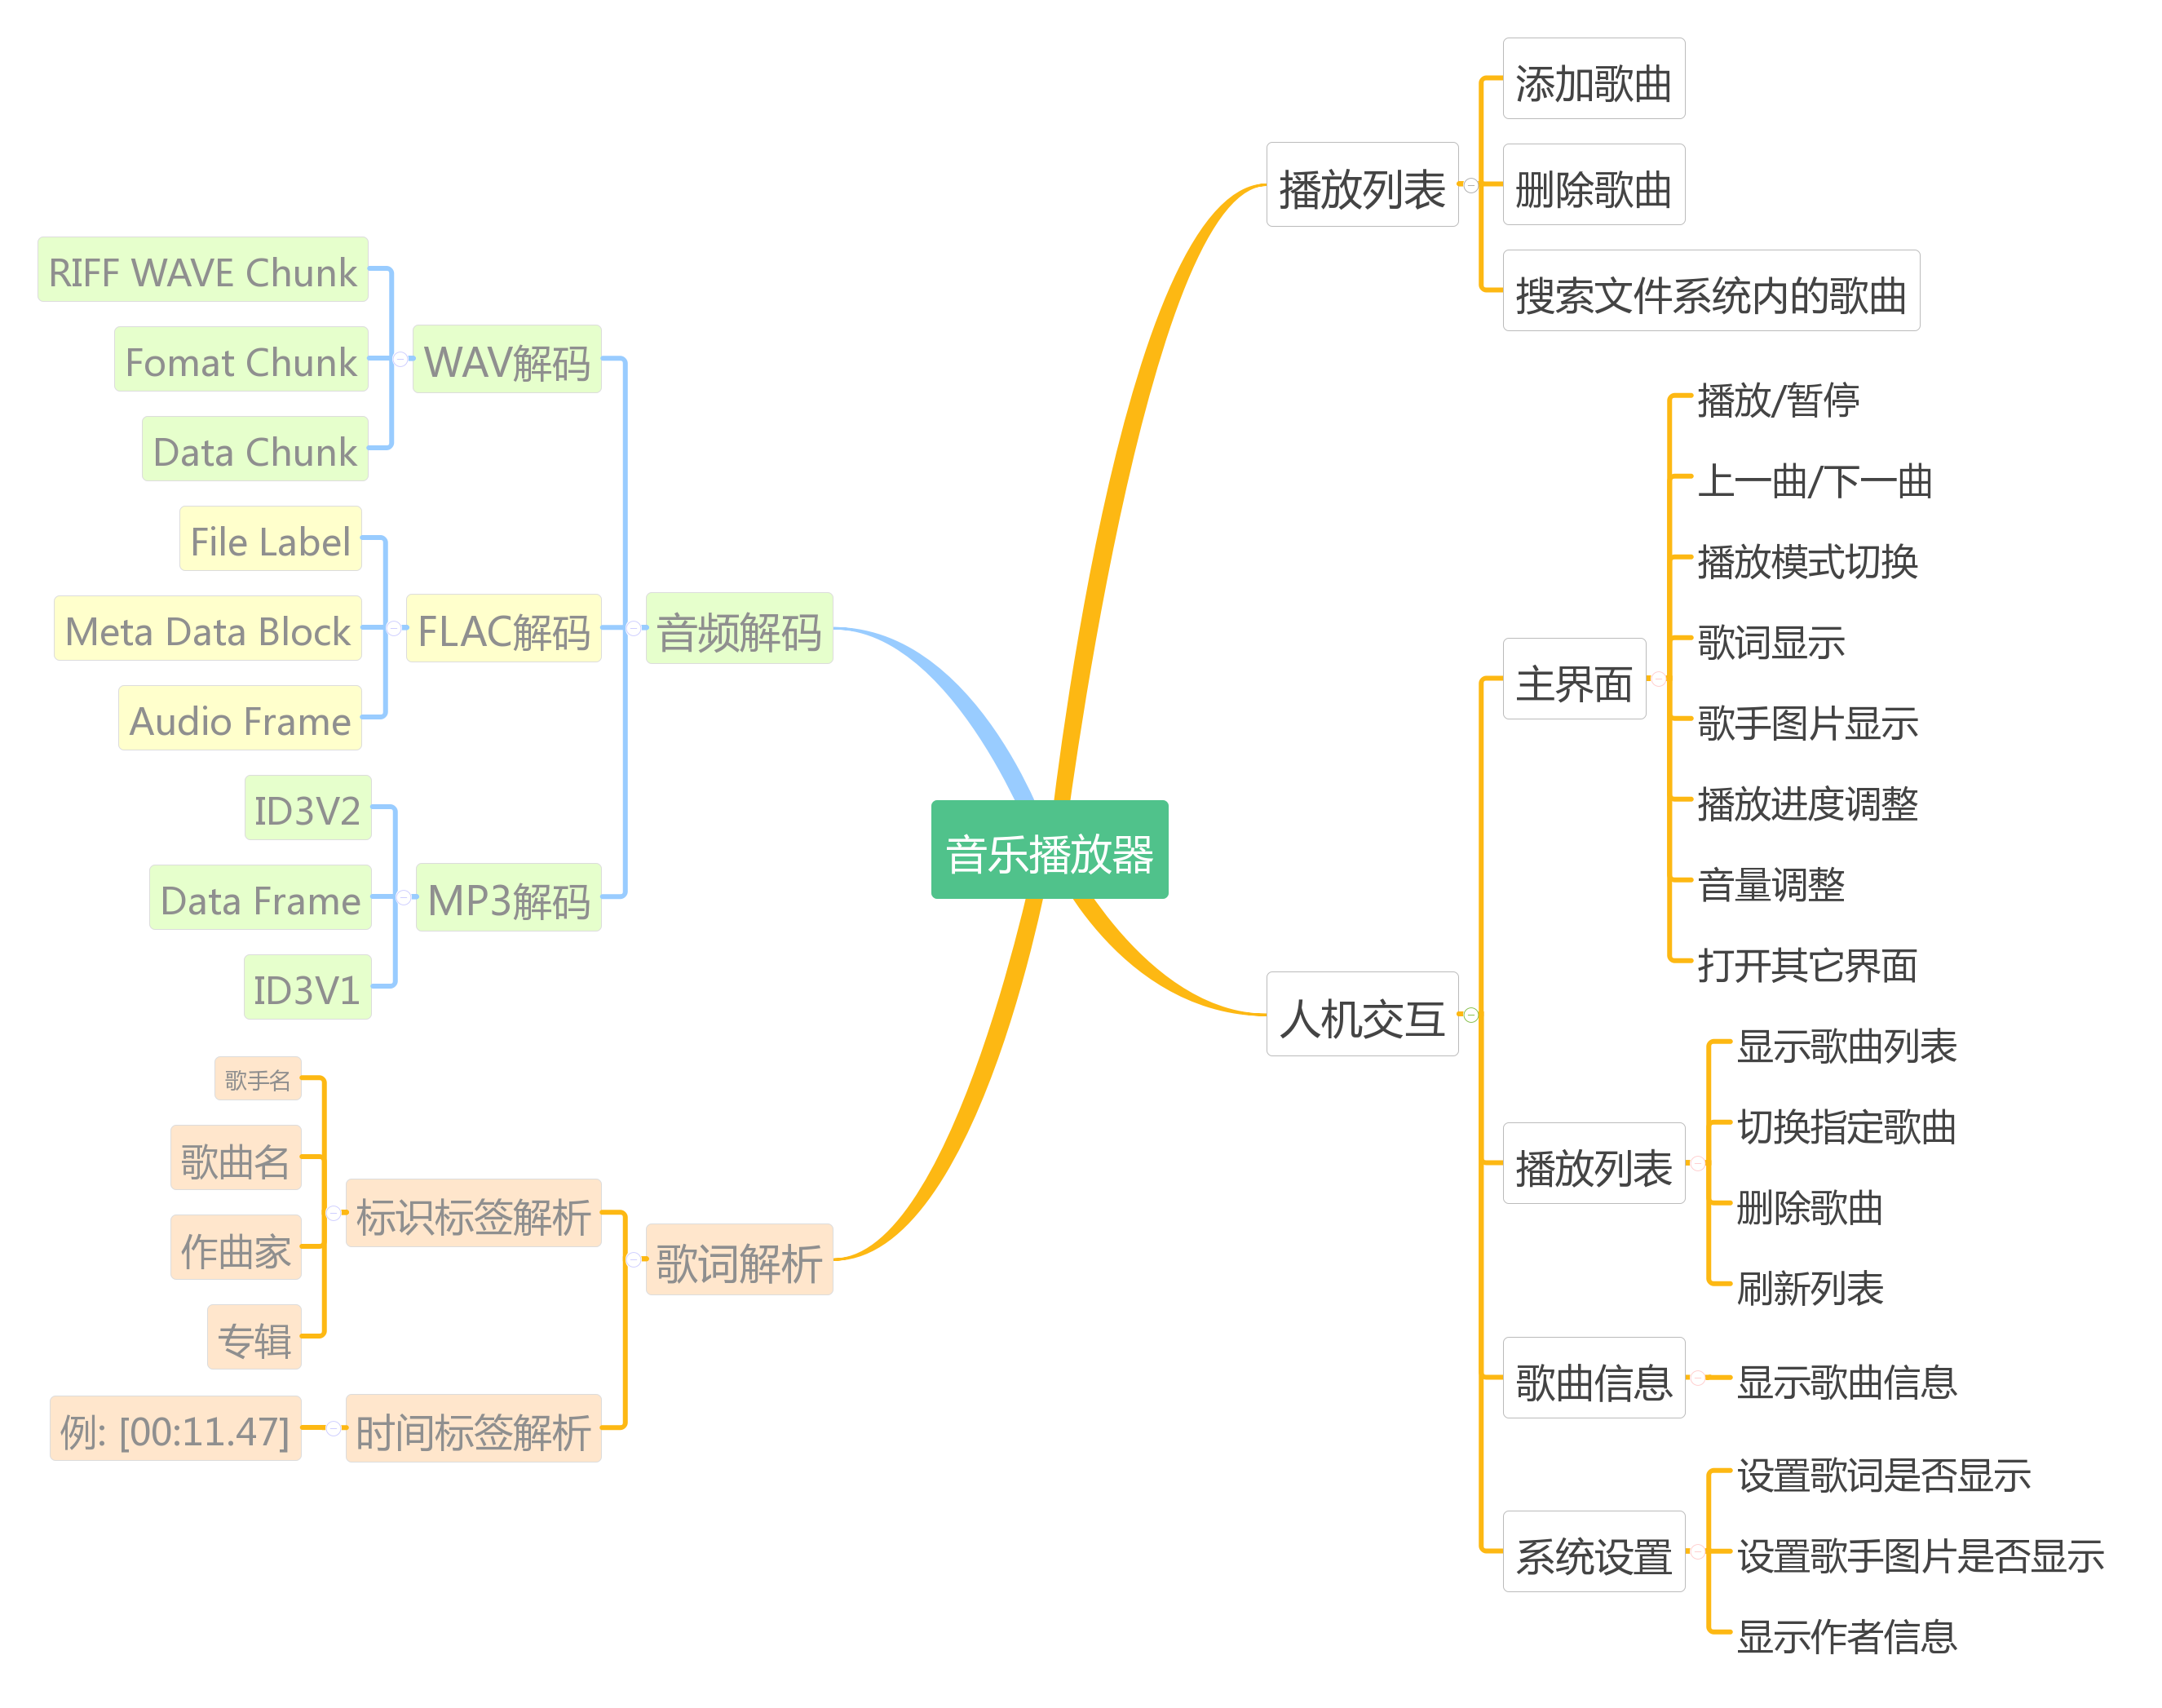 音乐播放器
播放列表
添加歌曲
删除歌曲
搜索文件系统内的歌曲
人机交互
主界面
播放/暂停
上一曲/下一曲
播放模式切换
歌词显示
歌手图片显示
播放进度调整
音量调整
打开其它界面
播放列表
显示歌曲列表
切换指定歌曲
删除歌曲
刷新列表
歌曲信息
显示歌曲信息
系统设置
设置歌词是否显示
设置歌手图片是否显示
显示作者信息
音频解码
WAV解码
RIFF WAVE Chunk
Fomat Chunk
Data Chunk
FLAC解码
File Label
Meta Data Block
Audio Frame
MP3解码
ID3V2
Data Frame
ID3V1
歌词解析
标识标签解析
歌手名
歌曲名
作曲家
专辑
时间标签解析
例: [00:11.47]